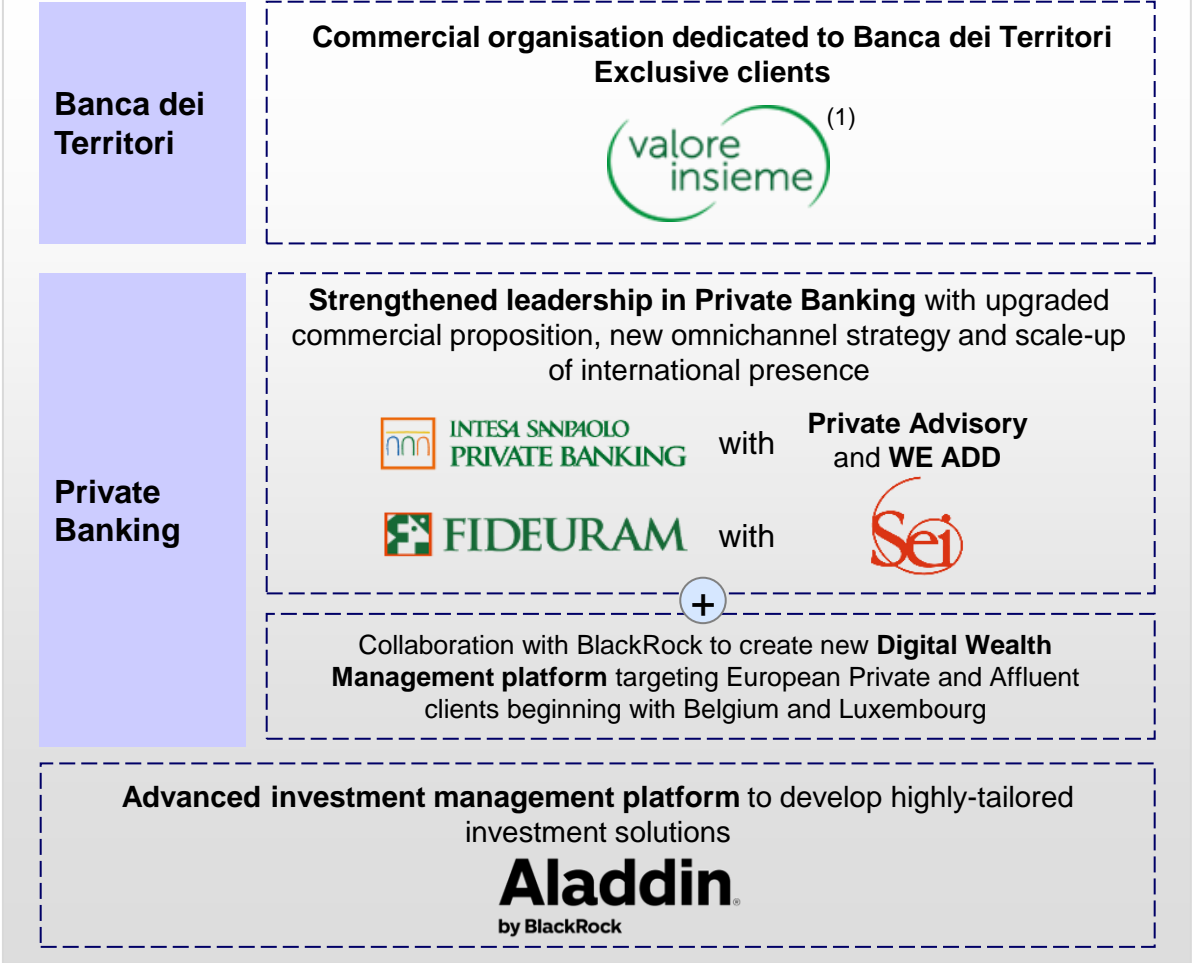 Banca dei
Territori
Commercial organisation dedicated to Banca dei Territori
Exclusive clients
valore
insieme
(1)
Private
Banking
Strengthened leadership in Private Banking with upgraded
commercial proposition, new omnichannel strategy and scale-up
of international presence
INTESA SANPAOLO
PRIVATE BANKING
with
Private Advisory
and WE ADD
FIDEURAM
with
Sei
+
Collaboration with BlackRock to create new Digital Wealth
Management platform targeting European Private and Affluent
clients beginning with Belgium and Luxembourg
Advanced investment management platform to develop highly-tailored
investment solutions
Aladdin®
by BlackRock